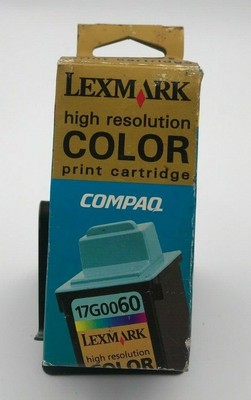 LEXMARK
high resolution
COLOR
print cartridge
COMPAQ
17G0060
LEXMARK
high resolution
COLOR